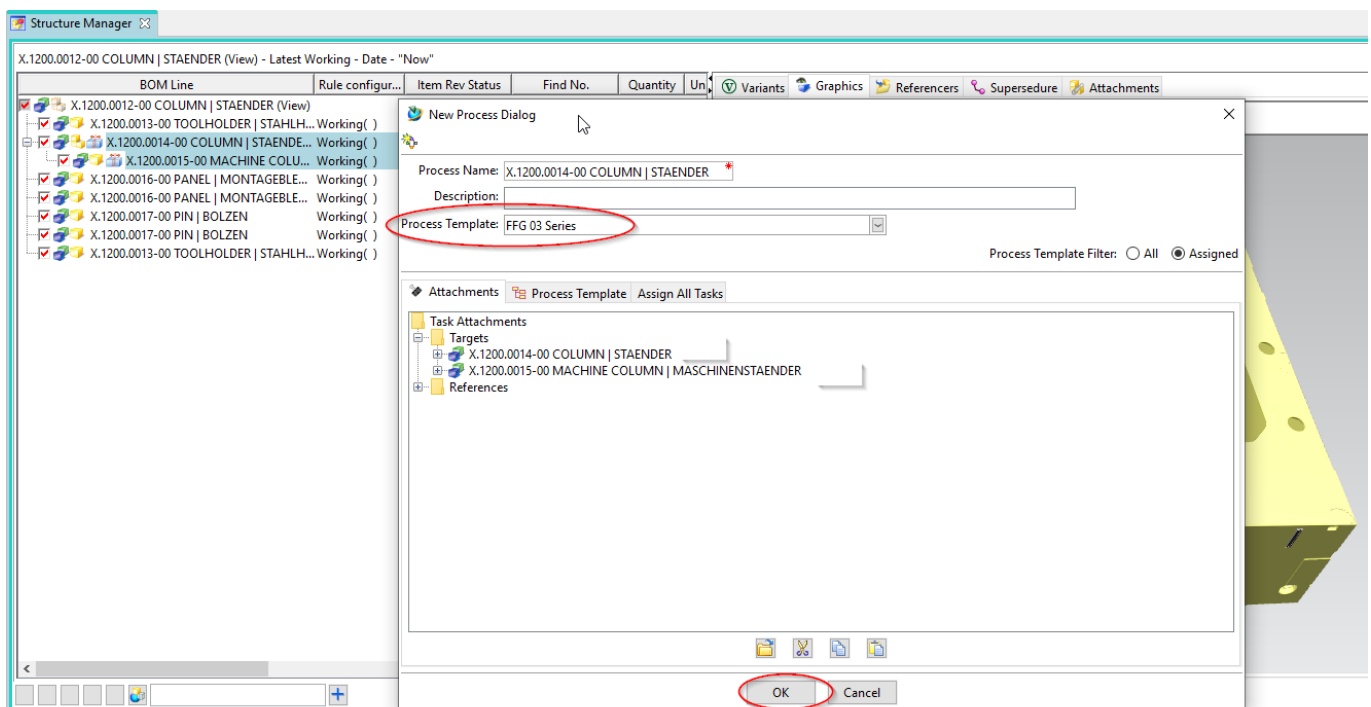 Structure Manager
X.1200.0012-00 COLUMN | STAENDER (View) - Latest Working - Date - "Now"
BOM Line Rule configur... Item Rev Status Find No. Quantity Un
Variants Graphics Referencers Supersedure Attachments
X.1200.0012-00 COLUMN | STAENDER (View)
X.1200.0013-00 TOOLHOLDER | STAHLH... Working( )
X.1200.0014-00 COLUMN | STAENDE... Working( )
X.1200.0015-00 MACHINE COLU... Working( )
X.1200.0016-00 PANEL | MONTAGEBLE... Working( )
X.1200.0016-00 PANEL | MONTAGEBLE... Working( )
X.1200.0017-00 PIN | BOLZEN Working( )
X.1200.0017-00 PIN | BOLZEN Working( )
X.1200.0013-00 TOOLHOLDER | STAHLH... Working( )
New Process Dialog
Process Name: X.1200.0014-00 COLUMN | STAENDER *
Description:
Process Template: FFG 03 Series
Process Template Filter: All Assigned
Attachments Process Template Assign All Tasks
Task Attachments
Targets
X.1200.0014-00 COLUMN | STAENDER
X.1200.0015-00 MACHINE COLUMN | MASCHINENSTAENDER
References
OK Cancel